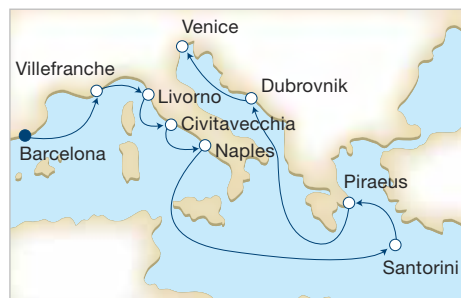 Venice
Villefranche
Dubrovnik
Livorno
Civitavecchia
Barcelona
Naples
Piraeus
Santorini